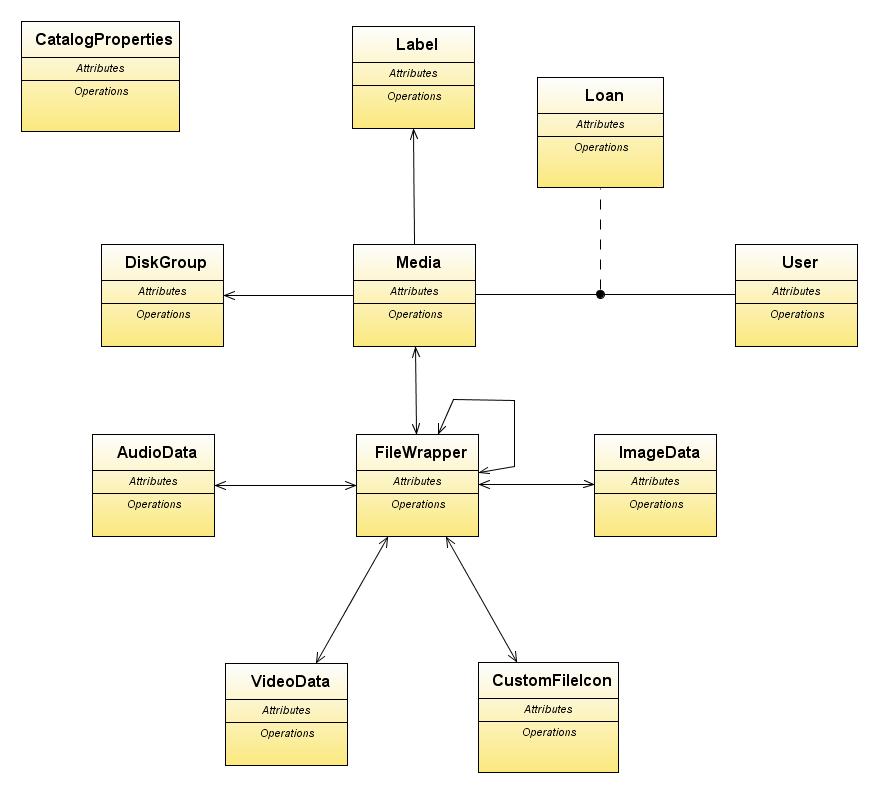 CatalogProperties
Attributes
Operations
Label
Attributes
Operations
Loan
Attributes
Operations
DiskGroup
Attributes
Operations
Media
Attributes
Operations
User
Attributes
Operations
AudioData
Attributes
Operations
FileWrapper
Attributes
Operations
ImageData
Attributes
Operations
VideoData
Attributes
Operations
CustomFileIcon
Attributes
Operations